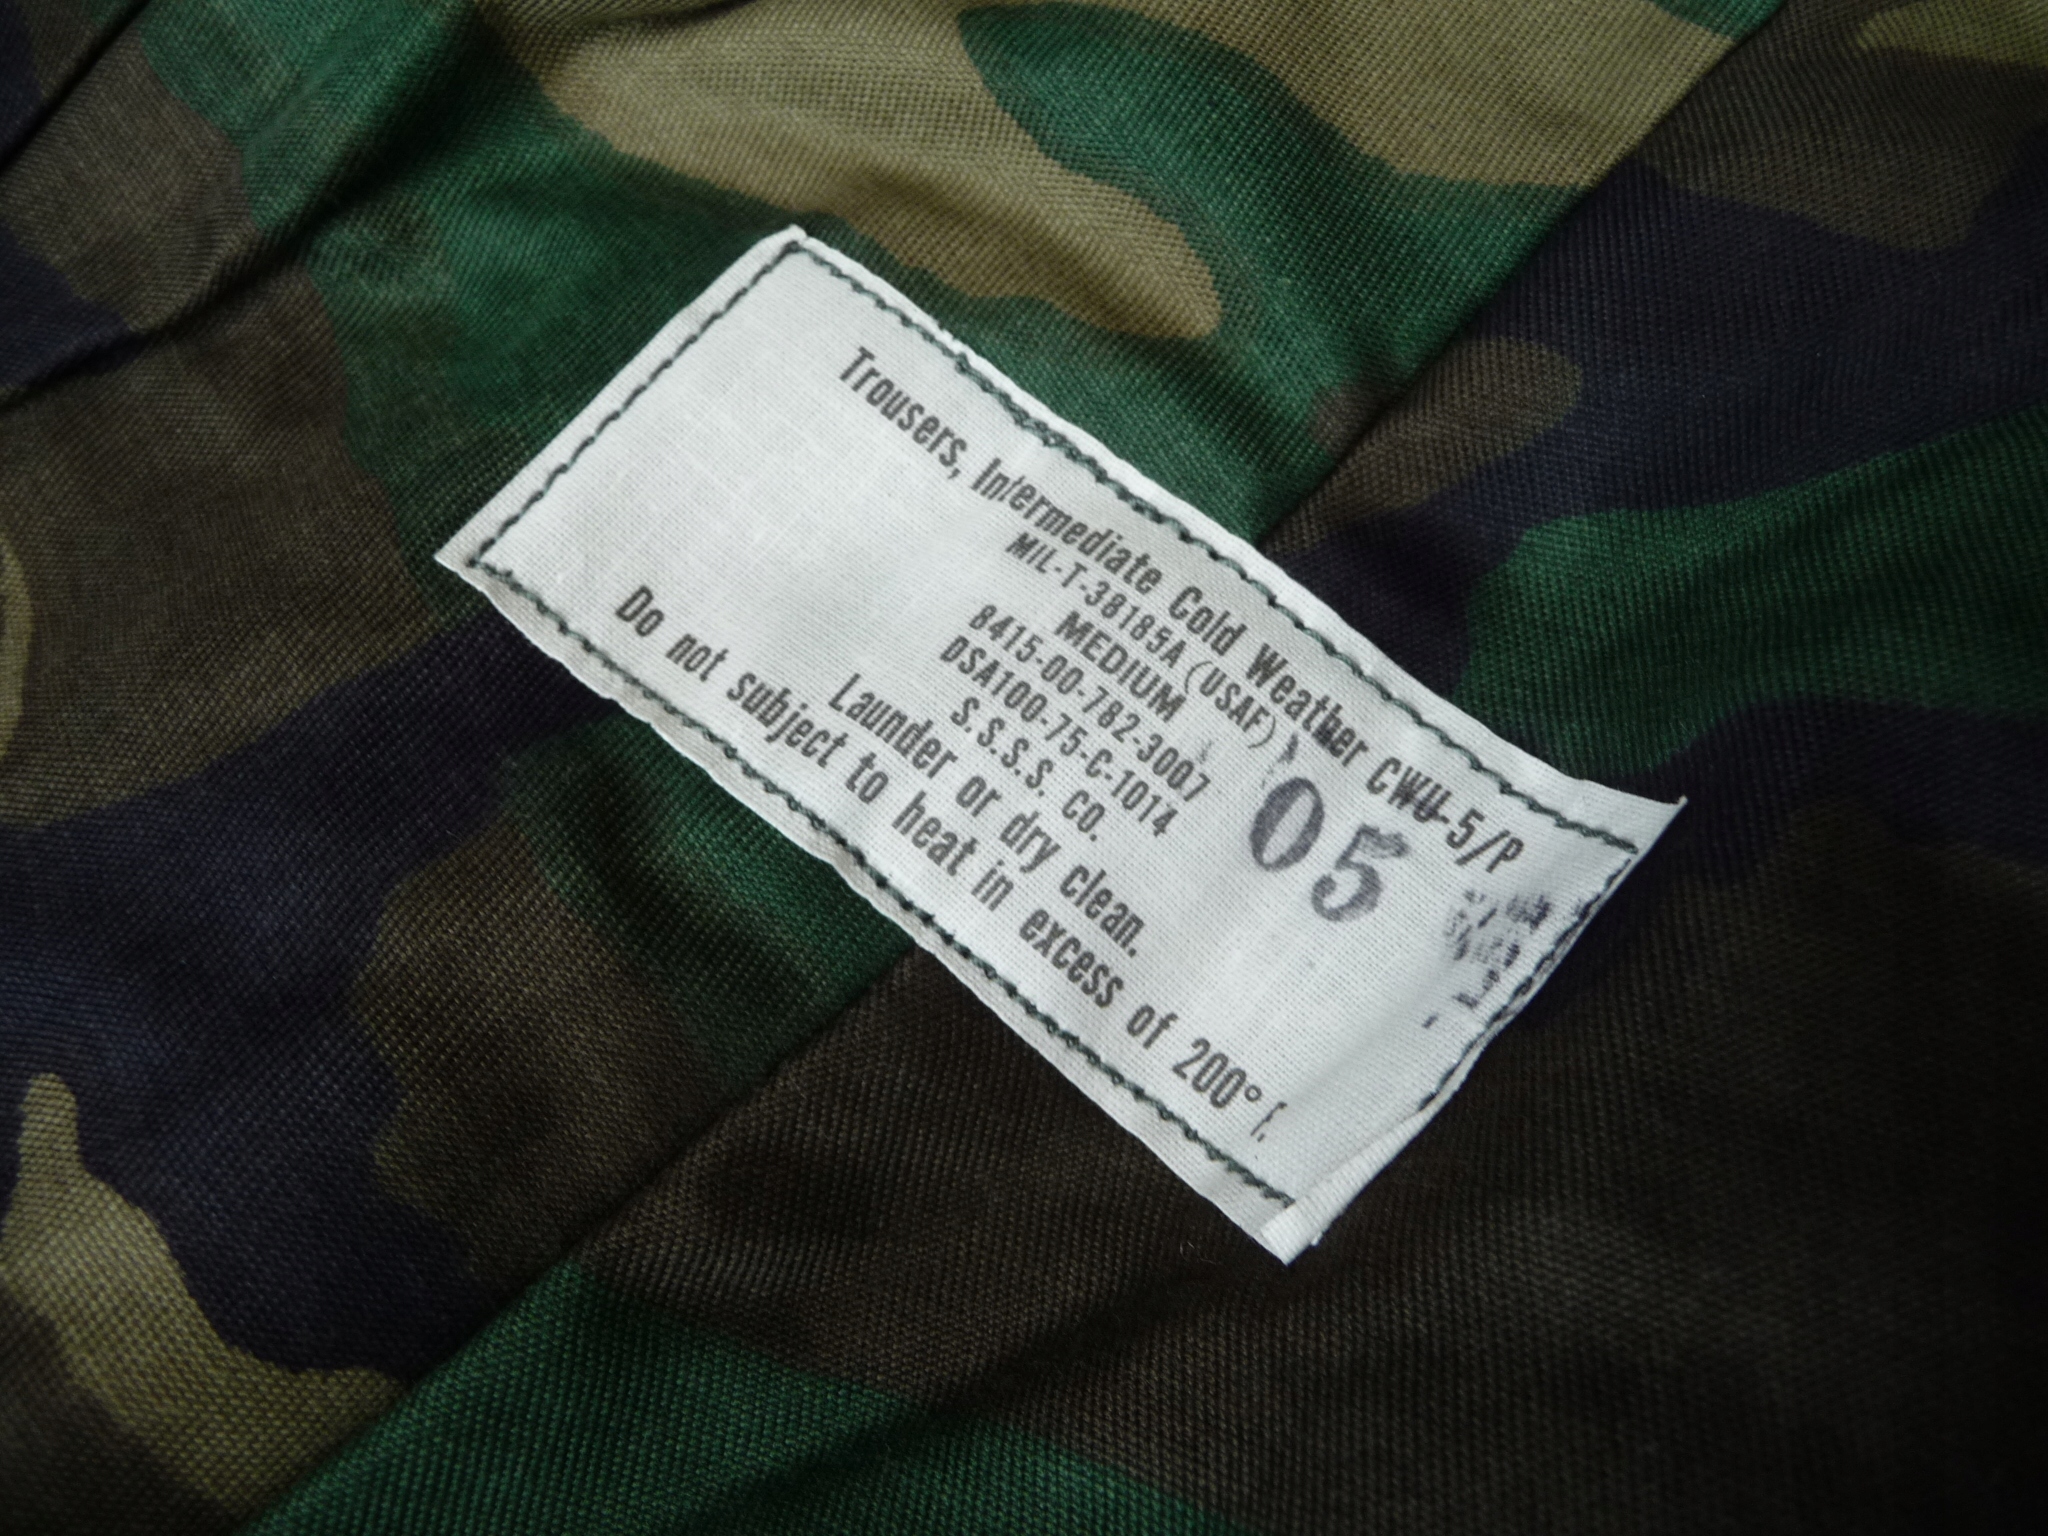 Trousers, Intermediate Cold Weather CWU-5/P
MIL-T-38185A (USAF)
MEDIUM
8415-00-782-3007
DSA100-75-C-1014
S.S.S.S. CO.
05
Launder or dry clean.
Do not subject to heat in excess of 200° F.